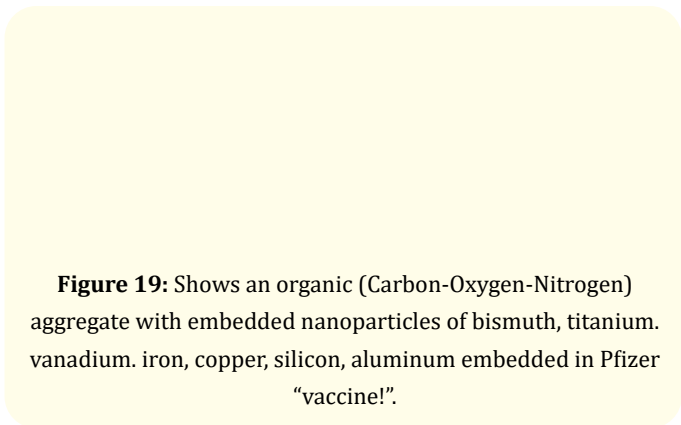 Figure 19: Shows an organic (Carbon-Oxygen-Nitrogen)
aggregate with embedded nanoparticles of bismuth, titanium.
vanadium. iron, copper, silicon, aluminum embedded in Pfizer
“vaccine!”.